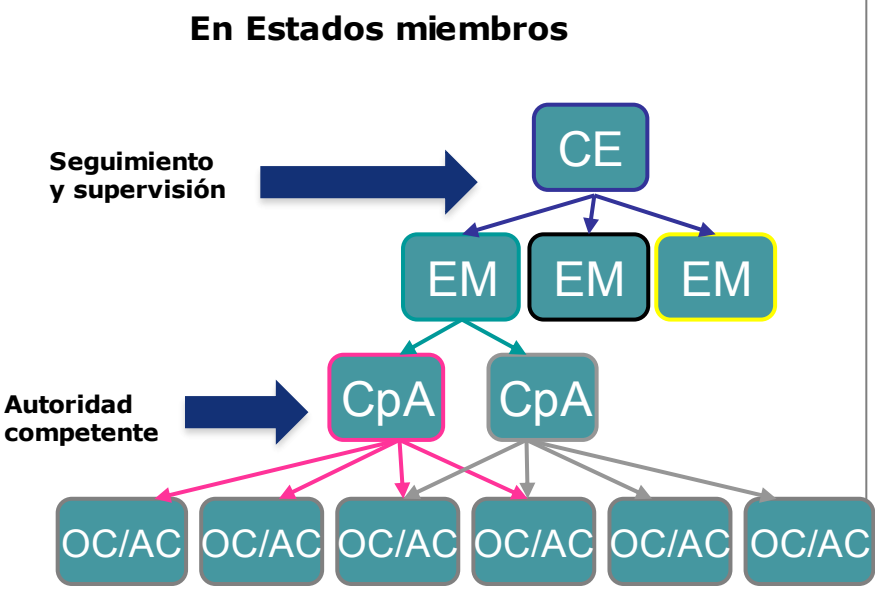 En Estados miembros
CE
Seguimiento
y supervisión
EM
EM
EM
CpA
CpA
Autoridad
competente
OC/AC
OC/AC
OC/AC
OC/AC
OC/AC
OC/AC